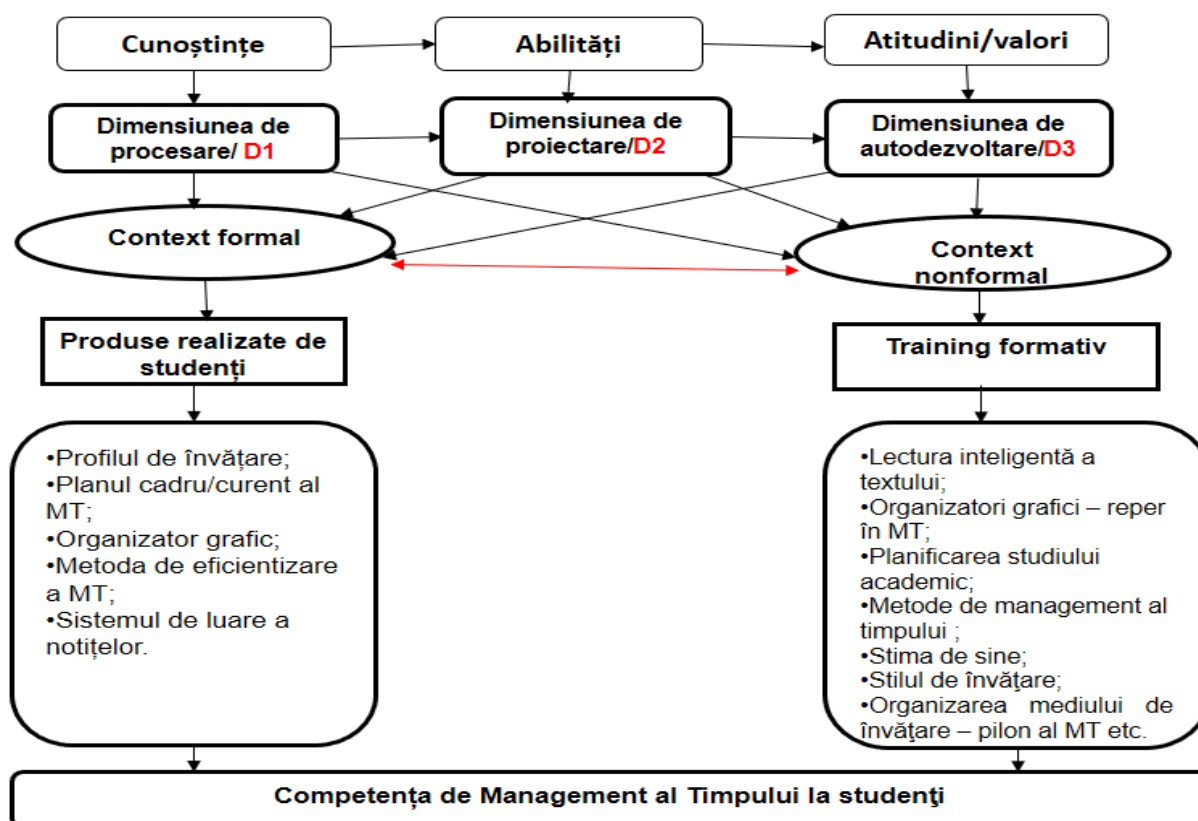 Cunoștințe
Abilități
Atitudini/valori
Dimensiunea de
procesare/ D1
Dimensiunea de
proiectare/D2
Dimensiunea de
autodezvoltare/D3
Context formal
Context
nonformal
Produse realizate de
studenți
Training formativ
•Profilul de învățare;
•Planul cadru/curent al
MT;
•Organizator grafic;
•Metoda de eficientizare
a MT;
•Sistemul de luare a
notițelor.
•Lectura inteligentă a
textului;
•Organizatori grafici – reper
în MT;
•Planificarea studiului
academic;
•Metode de management al
timpului ;
•Stima de sine;
•Stilul de învăţare;
•Organizarea mediului de
învăţare – pilon al MT etc.
Competența de Management al Timpului la studenţi